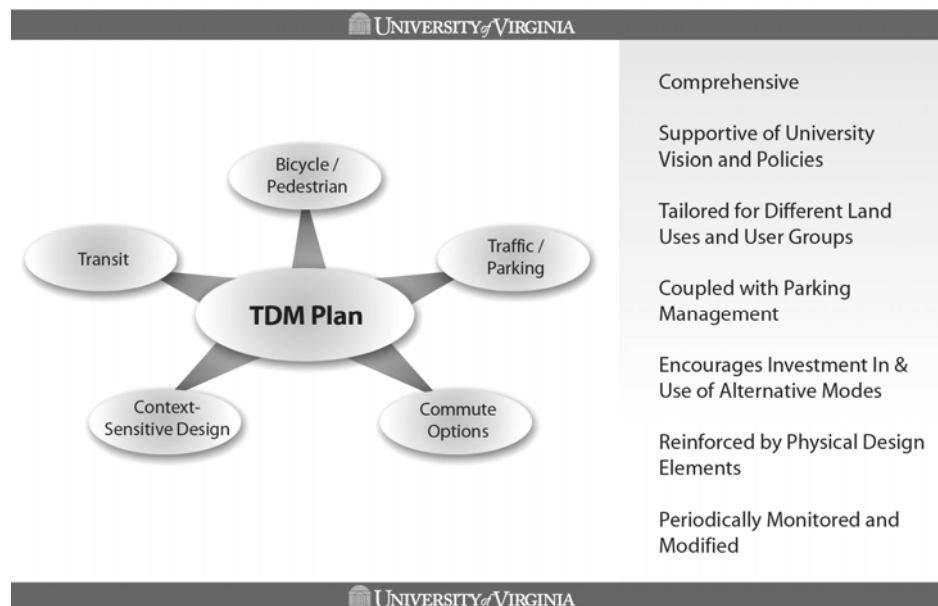 UNIVERSITY of VIRGINIA
Bicycle /
Pedestrian
Transit
Traffic /
Parking
TDM Plan
Context-
Sensitive Design
Commute
Options
Comprehensive
Supportive of University
Vision and Policies
Tailored for Different Land
Uses and User Groups
Coupled with Parking
Management
Encourages Investment In &
Use of Alternative Modes
Reinforced by Physical Design
Elements
Periodically Monitored and
Modified
UNIVERSITY of VIRGINIA